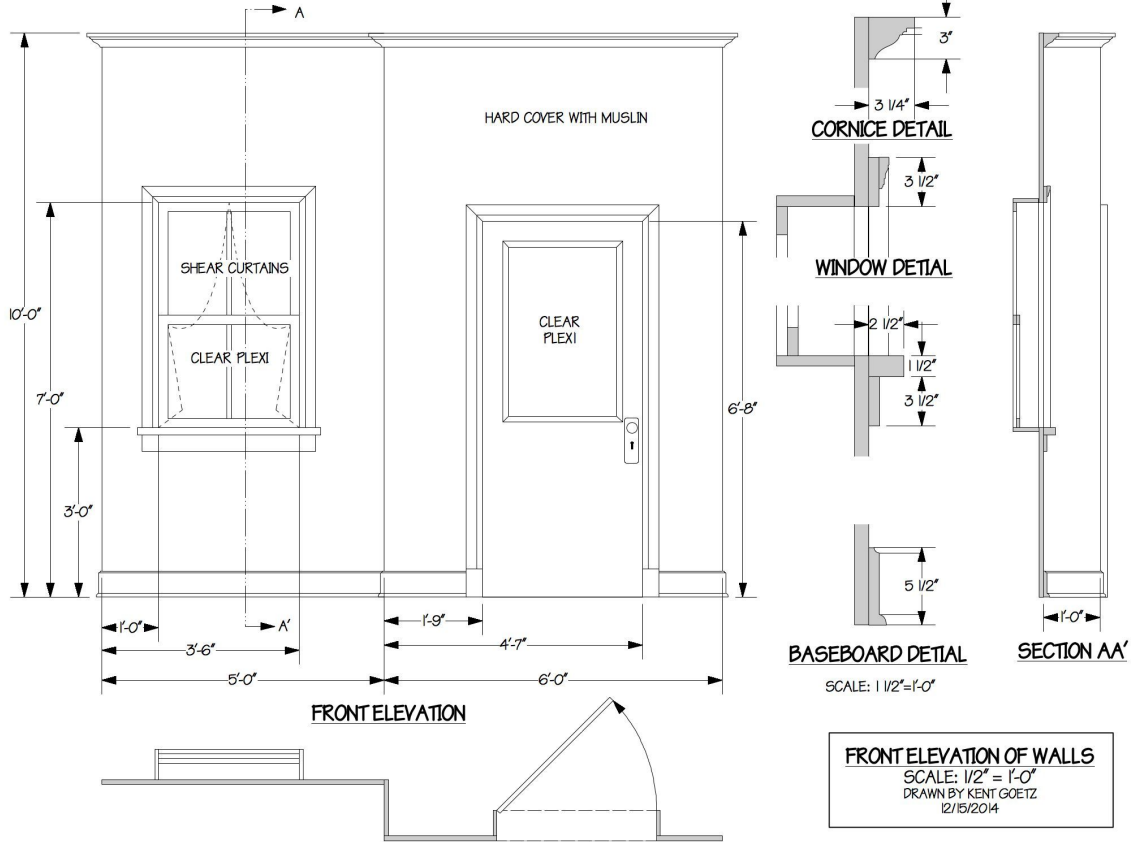 A
HARD COVER WITH MUSLIN
SHEAR CURTAINS
CLEAR PLEXI
CLEAR
PLEXI
10'-0"
7'-0"
3'-0"
6'-8"
A'
1'-0"
3'-6"
5'-0"
1'-9"
4'-7"
6'-0"
FRONT ELEVATION
3"
3 1/4"
CORNICE DETAIL
3 1/2"
WINDOW DETIAL
2 1/2"
1 1/2"
3 1/2"
5 1/2"
BASEBOARD DETIAL
SCALE: 1 1/2"=1'-0"
1'-0"
SECTION AA'
FRONT ELEVATION OF WALLS
SCALE: 1/2" = 1'-0"
DRAWN BY KENT GOETZ
12/15/2014